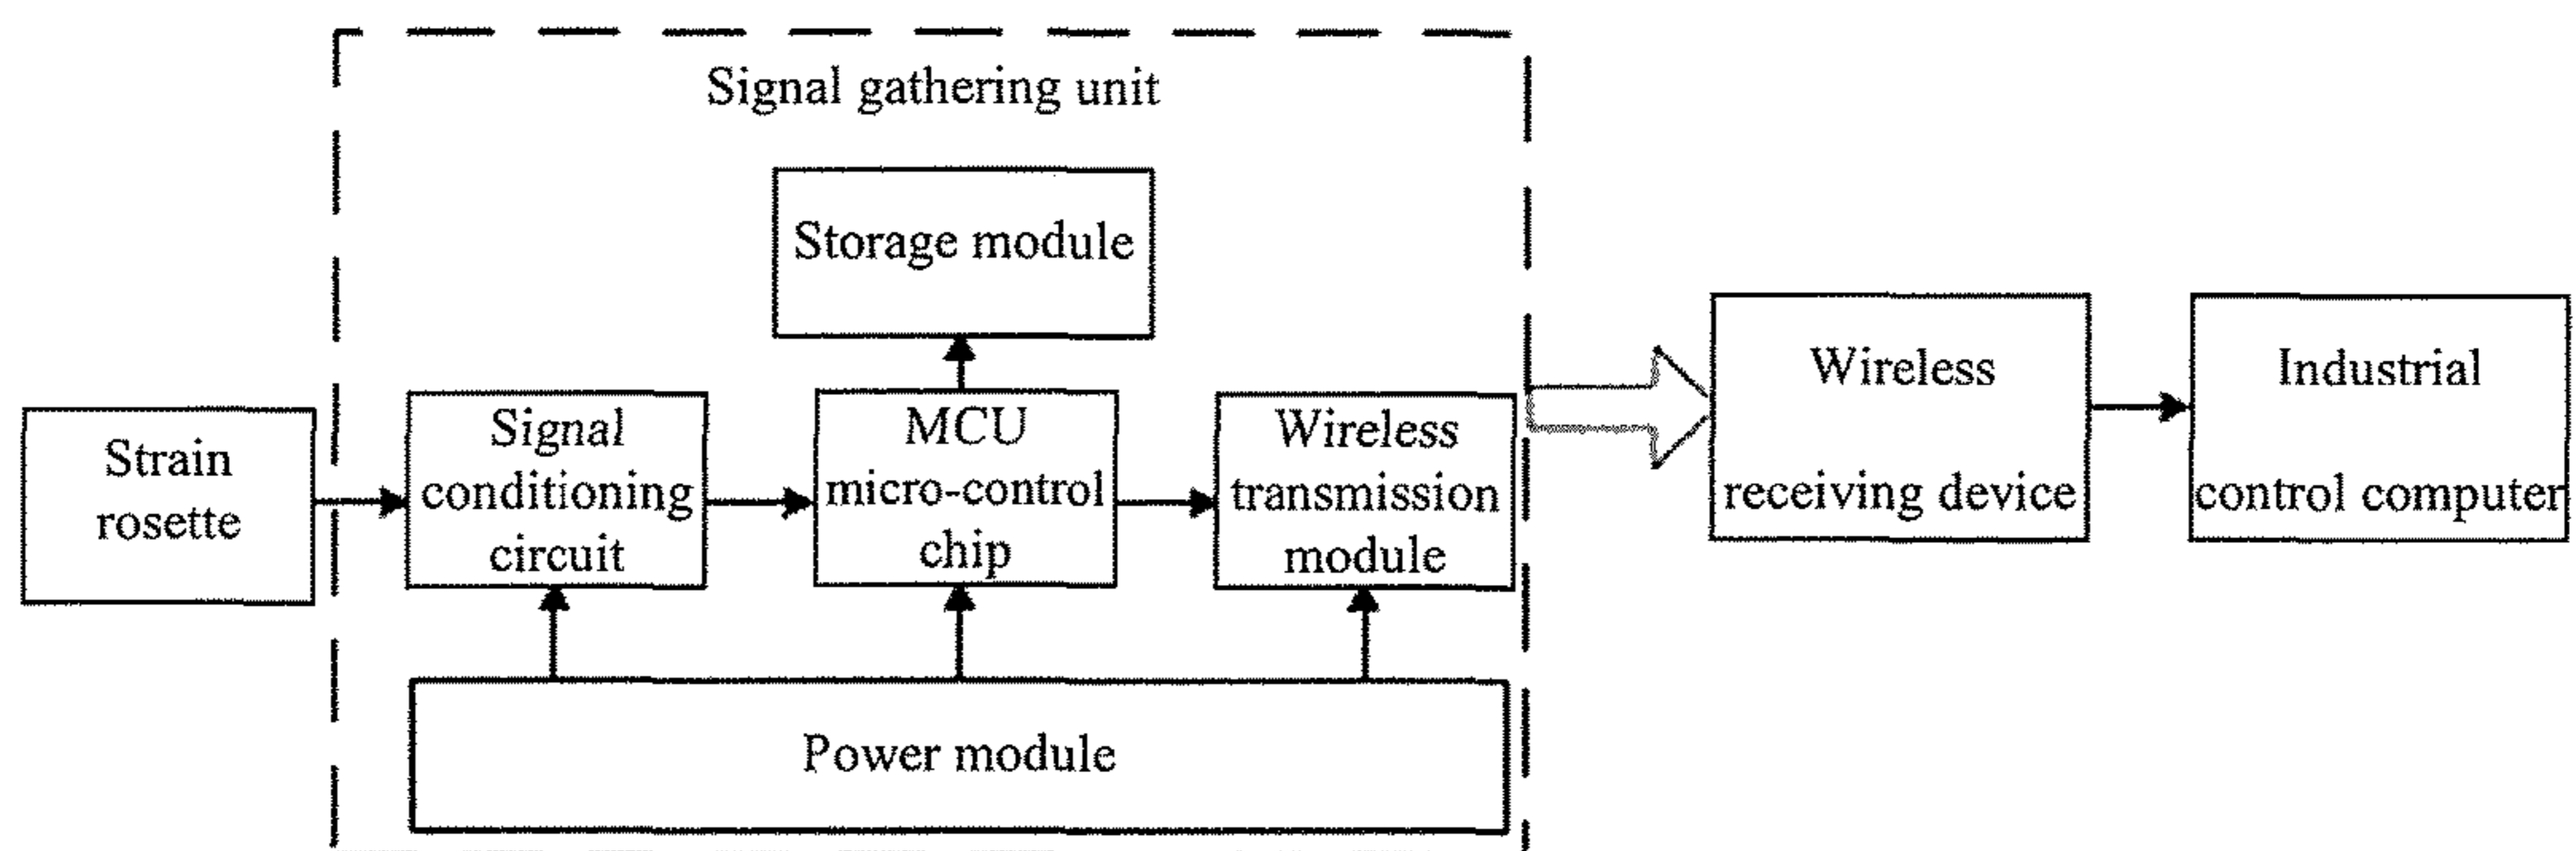 Signal gathering unit
Storage module
Strain
rosette
Signal
conditioning
circuit
MCU
micro-control
chip
Wireless
transmission
module
Wireless
receiving device
Industrial
control computer
Power module